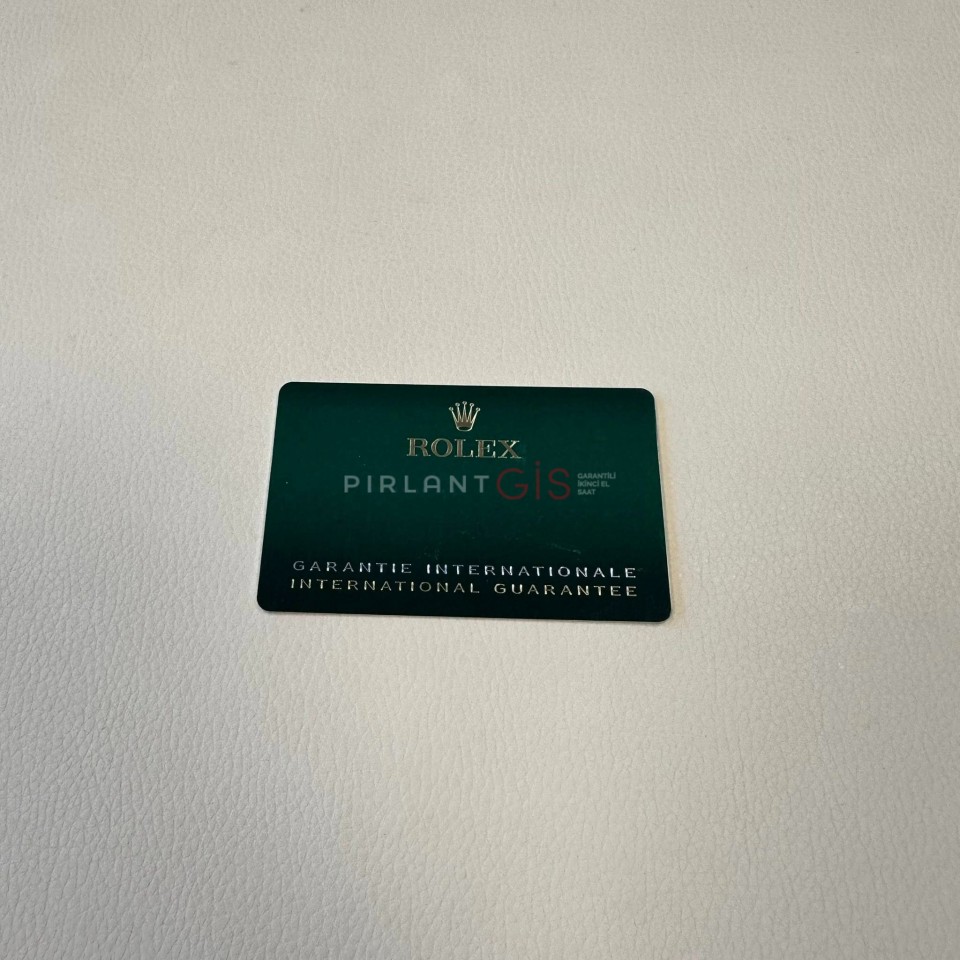 ROLEX
PIRLANTGİS GARANTİLİ
İKİNCİ EL
SAAT
GARANTIE INTERNATIONALE
INTERNATIONAL GUARANTEE